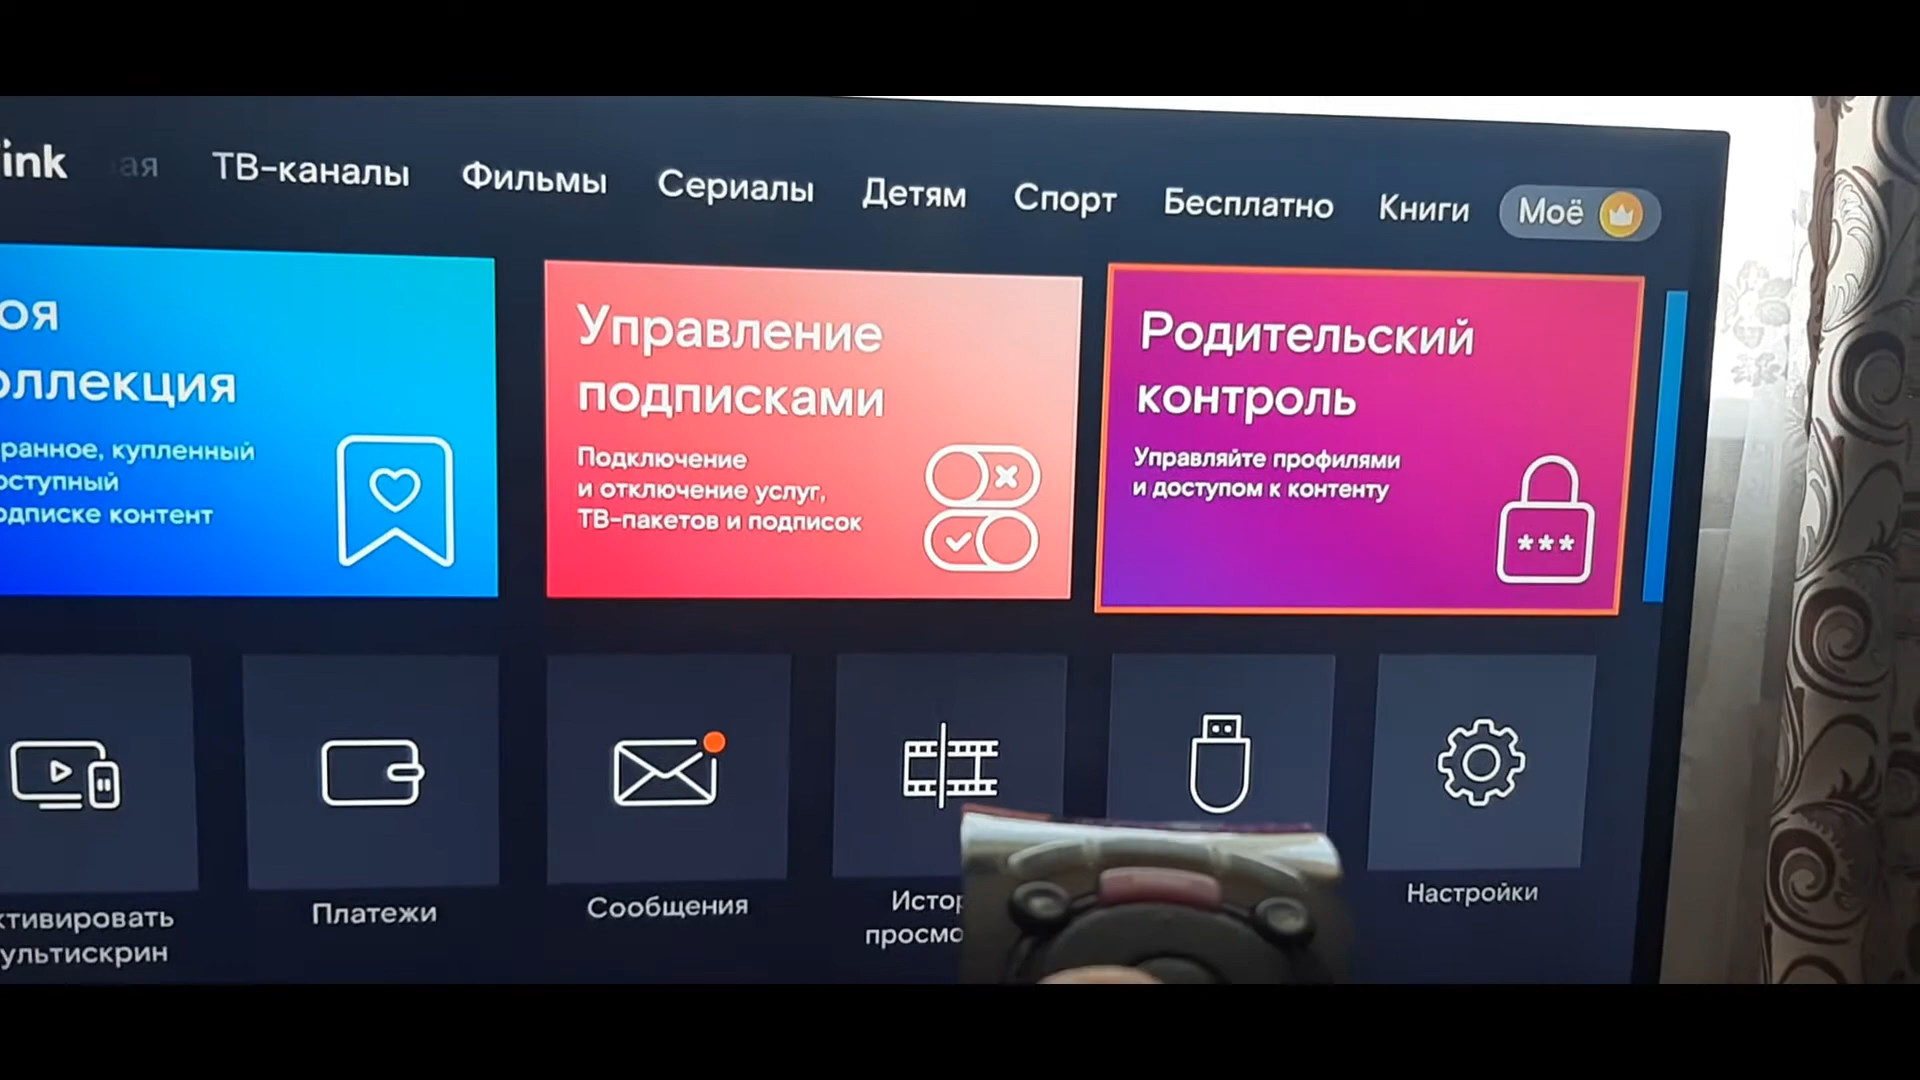 ink
ая
ТВ-каналы
Фильмы
Сериалы
Детям
Спорт
Бесплатно
Книги
Моё
оя
оллекция
ранное, купленный
оступный
одписке контент
Управление
подписками
Подключение
и отключение услуг,
ТВ-пакетов и подписок
Родительский
контроль
Управляйте профилями
и доступом к контенту
***
ктивировать
ультискрин
Платежи
Сообщения
Истор
просмо
Настройки